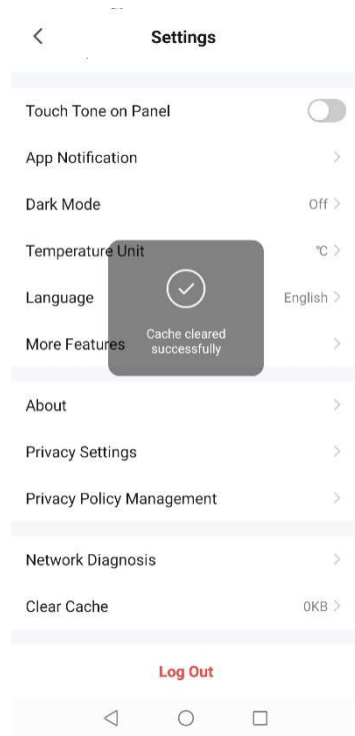 Settings
Touch Tone on Panel
App Notification
Dark Mode Off
Temperature Unit °C
Language English
More Features
Cache cleared
successfully
About
Privacy Settings
Privacy Policy Management
Network Diagnosis
Clear Cache 0KB
Log Out